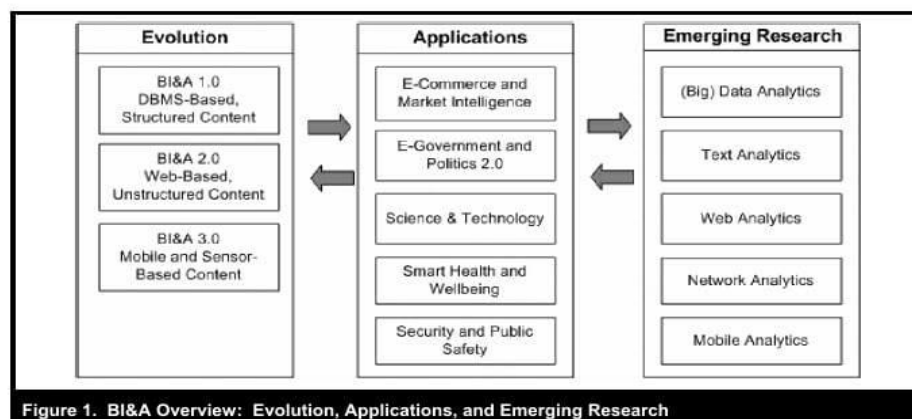 Evolution
BI&A 1.0
DBMS-Based,
Structured Content
BI&A 2.0
Web-Based,
Unstructured Content
BI&A 3.0
Mobile and Sensor-
Based Content
Applications
E-Commerce and
Market Intelligence
E-Government and
Politics 2.0
Science & Technology
Smart Health and
Wellbeing
Security and Public
Safety
Emerging Research
(Big) Data Analytics
Text Analytics
Web Analytics
Network Analytics
Mobile Analytics
Figure 1. BI&A Overview: Evolution, Applications, and Emerging Research